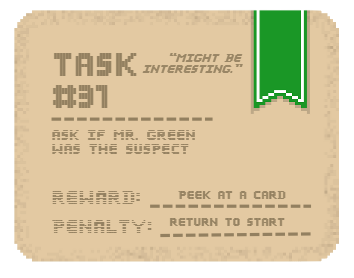 TASK "MIGHT BE
INTERESTING."
#31
ASK IF MR. GREEN
WAS THE SUSPECT
REWARD: PEEK AT A CARD
PENALTY: RETURN TO START